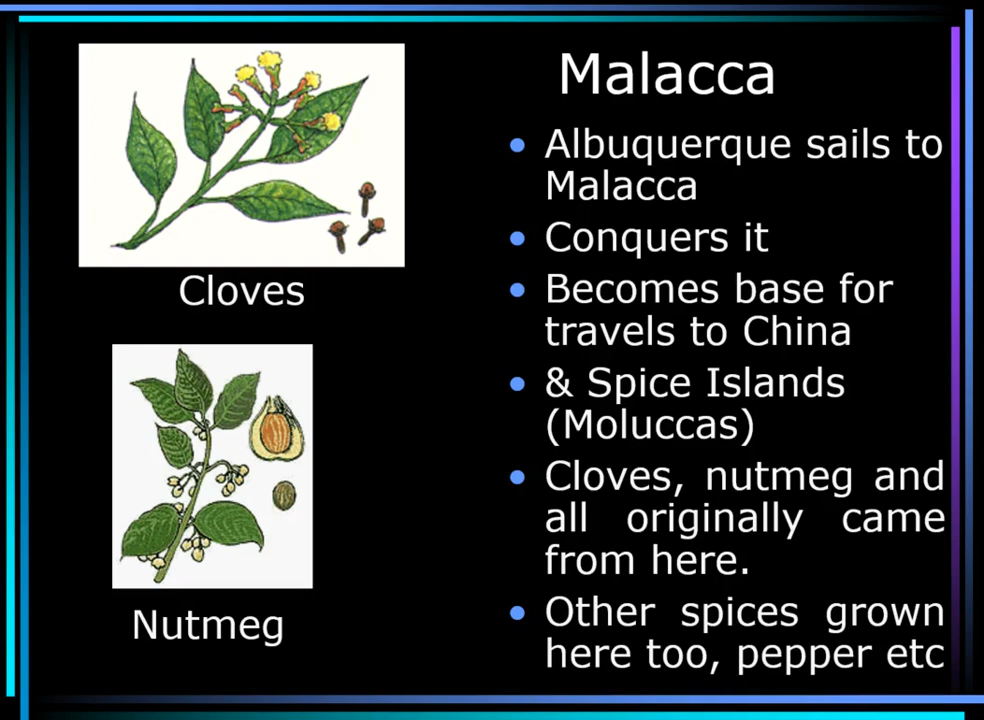 Malacca
• Albuquerque sails to
Malacca
• Conquers it
• Becomes base for
travels to China
• & Spice Islands
(Moluccas)
• Cloves, nutmeg and
all originally came
from here.
• Other spices grown
here too, pepper etc
Cloves
Nutmeg